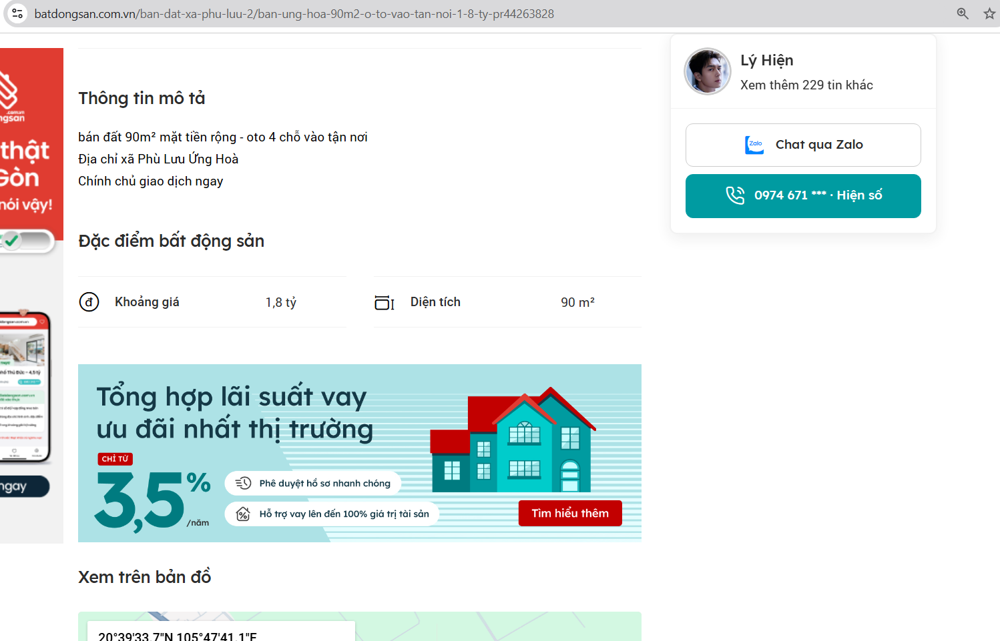 batdongsan.com.vn/ban-dat-xa-phu-luu-2/ban-ung-hoa-90m2-o-to-vao-tan-noi-1-8-ty-pr44263828
.com.vn
ngsan
thật
Gòn
nói vậy!
ngay
Thông tin mô tả
bán đất 90m² mặt tiền rộng - oto 4 chỗ vào tận nơi
Địa chỉ xã Phù Lưu Ứng Hoà
Chính chủ giao dịch ngay
Đặc điểm bất động sản
Khoảng giá 1,8 tỷ
Diện tích 90 m²
Tổng hợp lãi suất vay
ưu đãi nhất thị trường
CHỈ TỪ
3,5%
/năm
Phê duyệt hồ sơ nhanh chóng
Hỗ trợ vay lên đến 100% giá trị tài sản
Tìm hiểu thêm
Xem trên bản đồ
20°39'33.7"N 105°47'41.1"E
Lý Hiện
Xem thêm 229 tin khác
Zalo
Chat qua Zalo
0974 671 *** · Hiện số